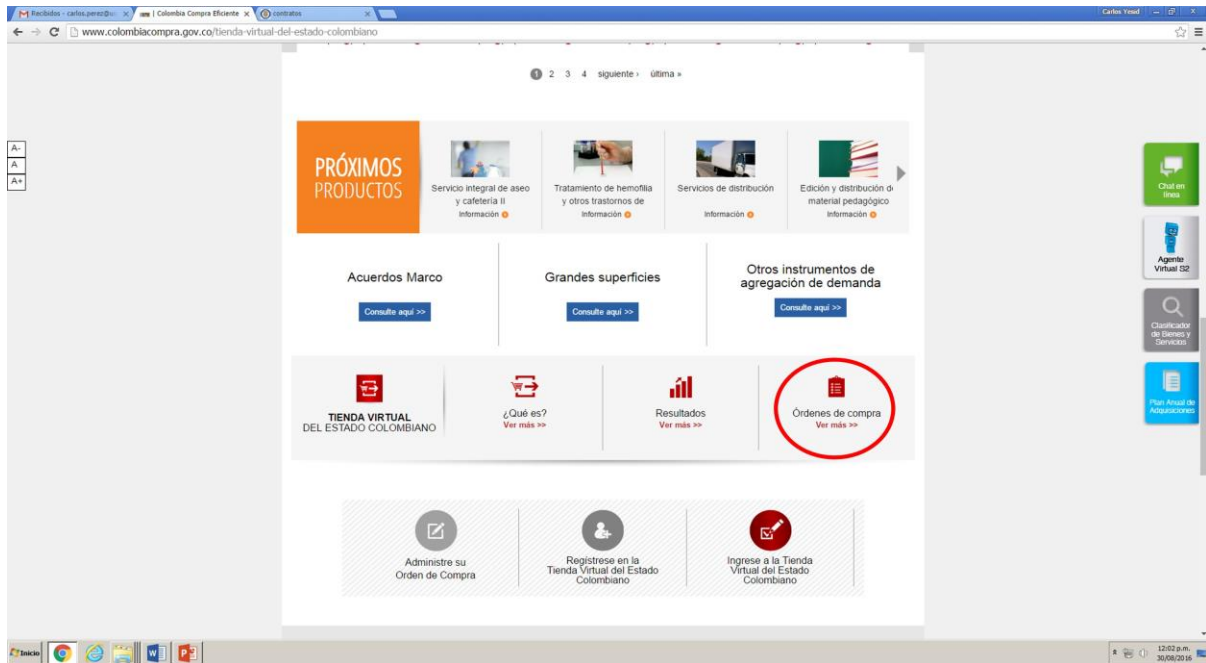 Recibidos - carlos.perez@u
Colombia Compra Eficiente
contratos
Carlos Yesid
www.colombiacompra.gov.co/tienda-virtual-del-estado-colombiano
1 2 3 4 siguiente › última »
A-
A
A+
PRÓXIMOS
PRODUCTOS
Servicio integral de aseo
y cafetería II
Información
Tratamiento de hemofilia
y otros trastornos de
Información
Servicios de distribución
Información
Edición y distribución d
material pedagógico
Información
Chat en
línea
Agente
Virtual S2
Clasificador
de Bienes y
Servicios
Plan Anual de
Adquisiciones
Acuerdos Marco
Consulte aquí >>
Grandes superficies
Consulte aquí >>
Otros instrumentos de
agregación de demanda
Consulte aquí >>
TIENDA VIRTUAL
DEL ESTADO COLOMBIANO
¿Qué es?
Ver más >>
Resultados
Ver más >>
Órdenes de compra
Ver más >>
Administre su
Orden de Compra
Regístrese en la
Tienda Virtual del Estado
Colombiano
Ingrese a la Tienda
Virtual del Estado
Colombiano
Inicio
12:02 p.m.
30/08/2016